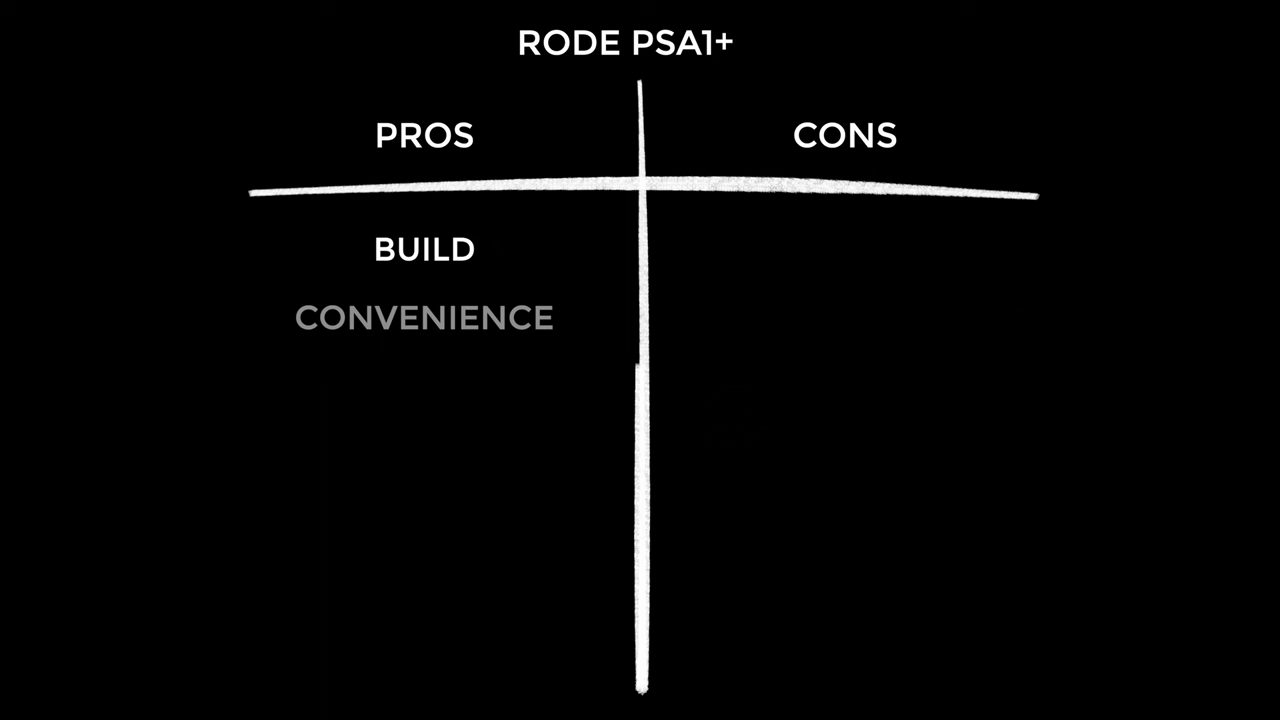 RODE PSA1+
PROS
CONS
BUILD
CONVENIENCE